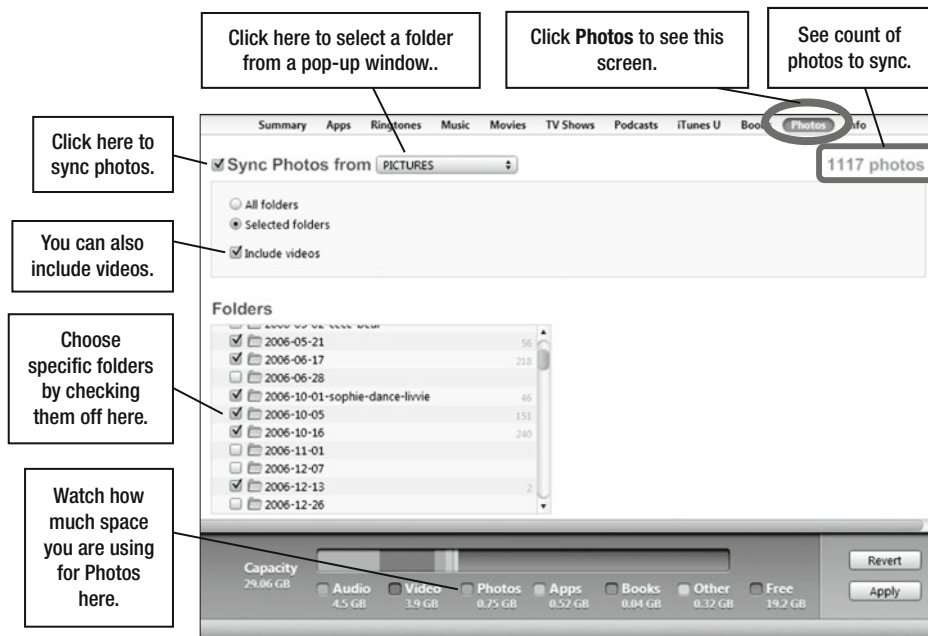 Click here to select a folder
from a pop-up window..
Click Photos to see this
screen.
See count of
photos to sync.
Summary Apps Ringtones Music Movies TV Shows Podcasts iTunes U Photos
Click here to
sync photos.
Sync Photos from PICTURES
1117 photos
All folders
Selected folders
You can also
include videos.
Include videos
Folders
Choose
specific folders
by checking
them off here.
2006-05-21 56
2006-06-17 218
2006-06-28
2006-10-01-sophie-dance-livvie 46
2006-10-05 151
2006-10-16 240
2006-11-01
2006-12-07
2006-12-13 2
2006-12-26
Watch how
much space
you are using
for Photos
here.
Capacity
29.06 GB
Audio Video Photos Apps Books Other Free
4.5 GB 3.9 GB 0.75 GB 0.52 GB 0.04 GB 0.32 GB 19.2 GB
Revert
Apply